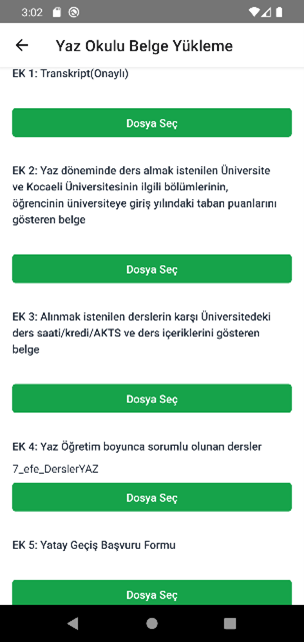 3:02
Yaz Okulu Belge Yükleme
EK 1: Transkript(Onaylı)
Dosya Seç
EK 2: Yaz döneminde ders almak istenilen Üniversite
ve Kocaeli Üniversitesinin ilgili bölümlerinin,
öğrencinin üniversiteye giriş yılındaki taban puanlarını
gösteren belge
Dosya Seç
EK 3: Alınmak istenilen derslerin karşı Üniversitedeki
ders saati/kredi/AKTS ve ders içeriklerini gösteren
belge
Dosya Seç
EK 4: Yaz Öğretim boyunca sorumlu olunan dersler
7_efe_DerslerYAZ
Dosya Seç
EK 5: Yatay Geçiş Başvuru Formu
Dosya Seç